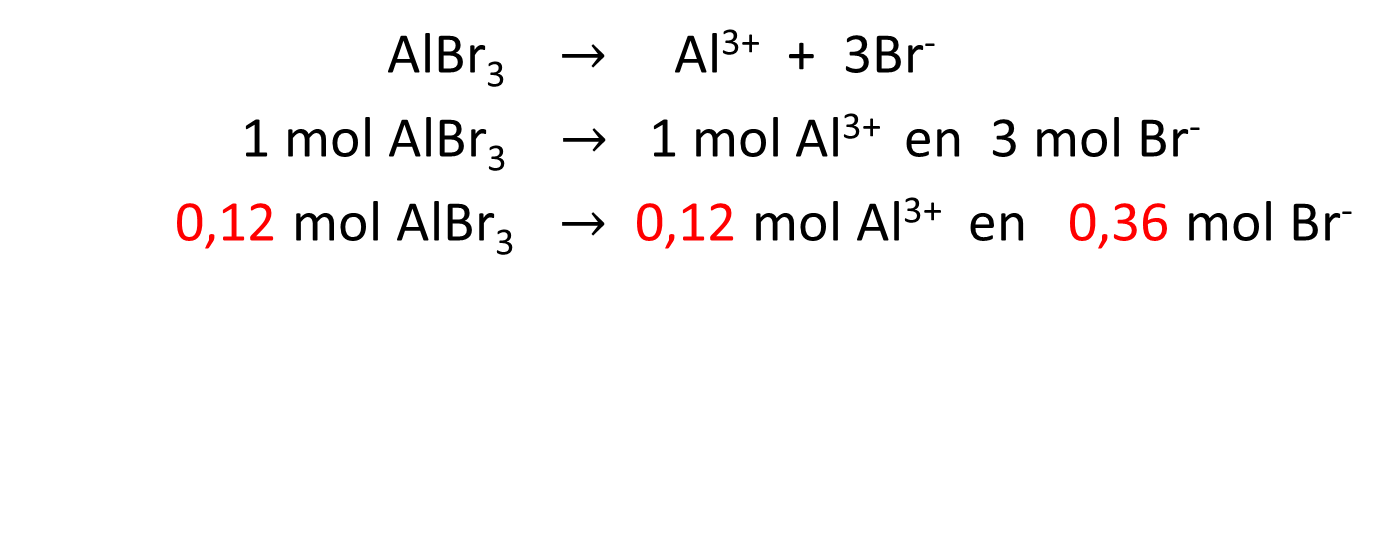 AlBr₃ → Al³⁺ + 3Br⁻
1 mol AlBr₃ → 1 mol Al³⁺ en 3 mol Br⁻
0,12 mol AlBr₃ → 0,12 mol Al³⁺ en 0,36 mol Br⁻